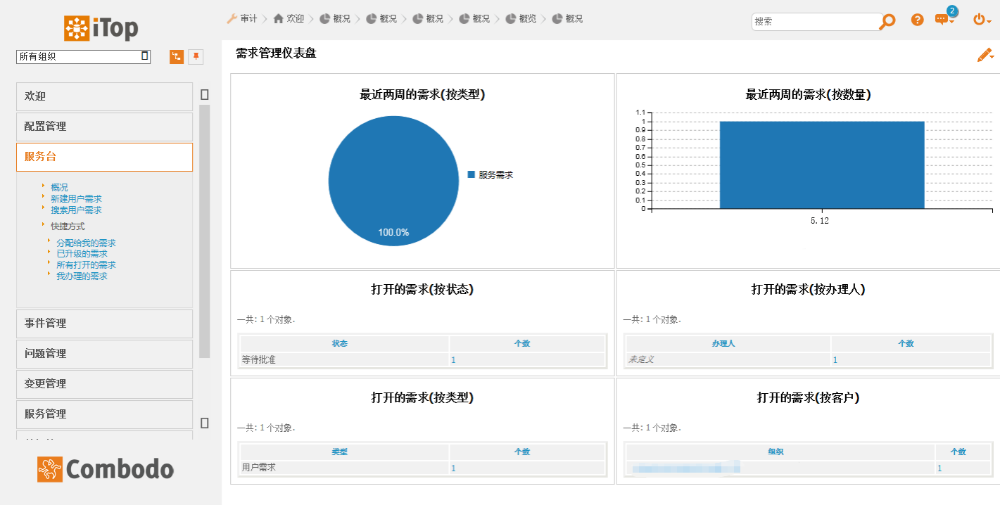 iTop
所有组织
欢迎
配置管理
服务台
概况
新建用户需求
搜索用户需求
快捷方式
分配给我的需求
已升级的需求
所有打开的需求
我办理的需求
事件管理
问题管理
变更管理
服务管理
Combodo
审计 欢迎 概况 概况 概况 概况 概览 概况
搜索
2
需求管理仪表盘
最近两周的需求(按类型)
100.0%
服务需求
最近两周的需求(按数量)
1.1
1
0.9
0.8
0.7
0.6
0.5
0.4
0.3
0.2
0.1
0
5.12
打开的需求(按状态)
一共: 1 个对象.
状态 个数
等待批准 1
打开的需求(按办理人)
一共: 1 个对象.
办理人 个数
未定义 1
打开的需求(按类型)
一共: 1 个对象.
类型 个数
用户需求 1
打开的需求(按客户)
一共: 1 个对象.
组织 个数
1